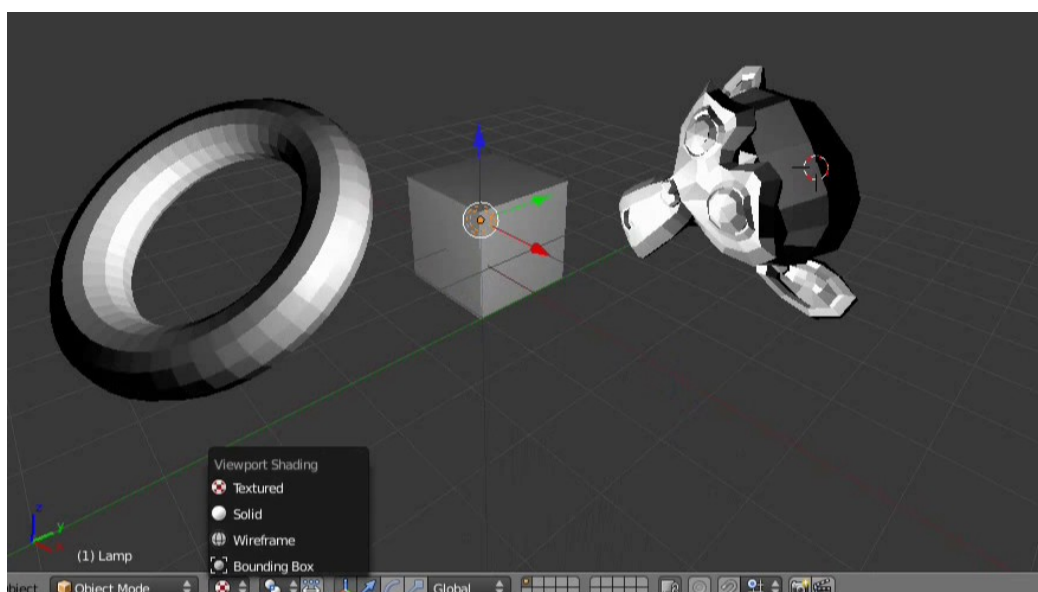 z
z
y
x
Viewport Shading
Textured
Solid
Wireframe
Bounding Box
(1) Lamp
Object Mode
Global